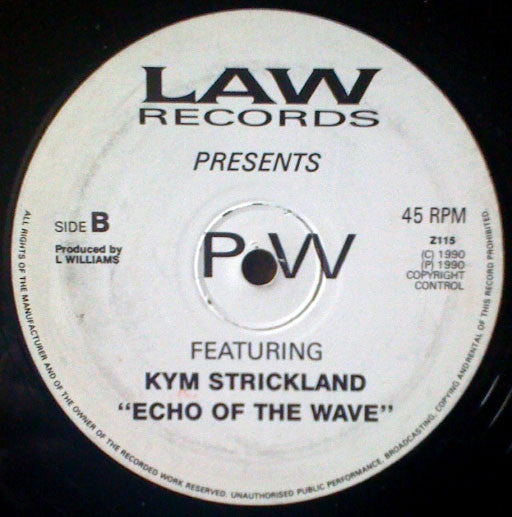 LAW
RECORDS
PRESENTS
SIDE B
Produced by
L WILLIAMS
P.W
45 RPM
Z115
(C) 1990
(P) 1990
COPYRIGHT
CONTROL
FEATURING
KYM STRICKLAND
“ECHO OF THE WAVE”
ALL RIGHTS OF THE MANUFACTURER AND OF THE OWNER OF THE RECORDED WORK RESERVED. UNAUTHORISED PUBLIC PERFORMANCE, BROADCASTING, COPYING AND RENTAL OF THIS RECORD PROHIBITED.